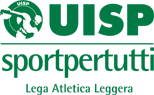 UISP
sportpertutti
Lega Atletica Leggera